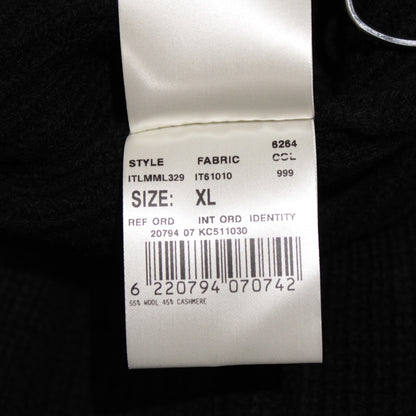 6264
STYLE FABRIC COL
ITLMML329 IT61010 999
SIZE: XL
REF ORD INT ORD IDENTITY
20794 07 KC511030
6 220794 070742
55% WOOL 45% CASHMERE